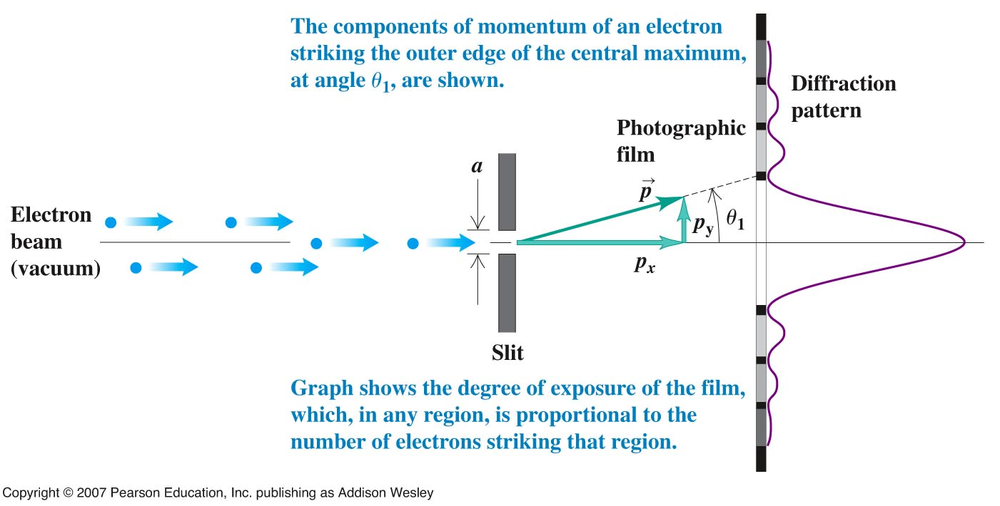 The components of momentum of an electron
striking the outer edge of the central maximum,
at angle θ₁, are shown.
Diffraction
pattern
Photographic
film
a
p⃗
θ₁
p_y
Electron
beam
(vacuum)
p_x
Slit
Graph shows the degree of exposure of the film,
which, in any region, is proportional to the
number of electrons striking that region.
Copyright © 2007 Pearson Education, Inc. publishing as Addison Wesley